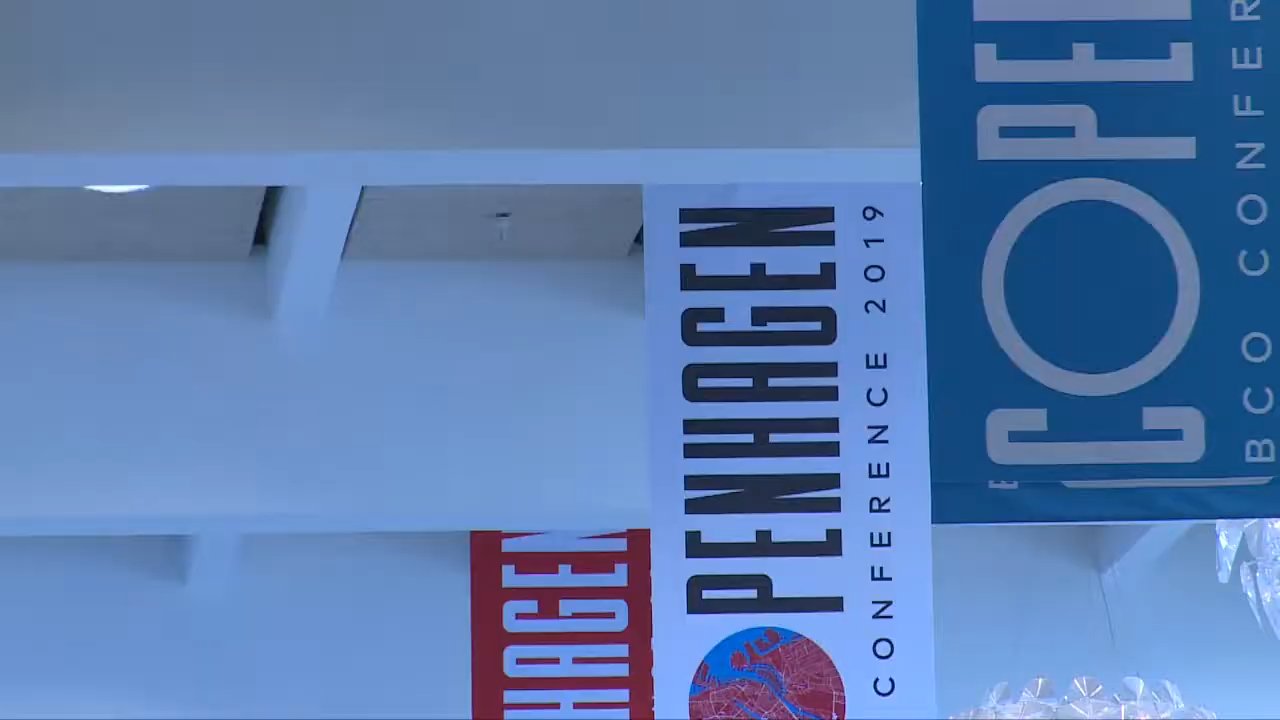 PENHAGEN
CONFERENCE 2019
HAGEN
COPE
BCO CONFER